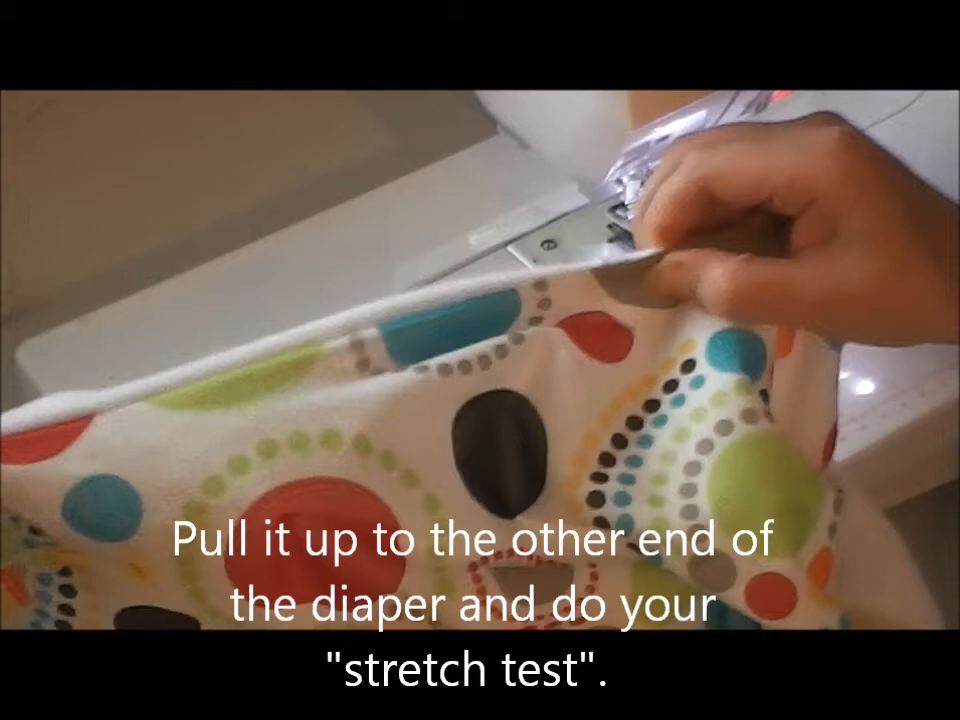 Pull it up to the other end of
the diaper and do your
"stretch test".